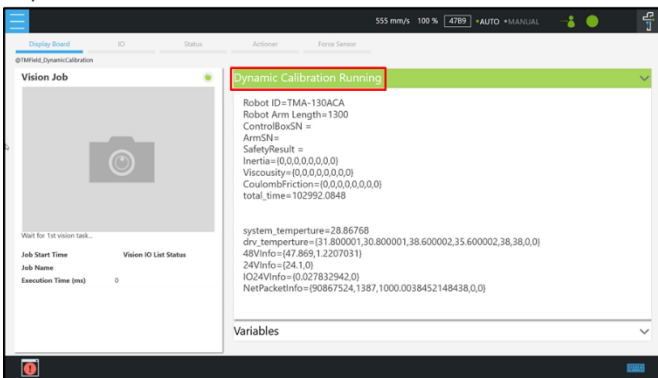 555 mm/s 100 % 4789 •AUTO •MANUAL
Display Board IO Status Actioner Force Sensor
@TMField_DynamicCalibration
Vision Job
Dynamic Calibration Running
Robot ID=TMA-130ACA
Robot Arm Length=1300
ControlBoxSN =
ArmSN=
SafetyResult =
Inertia={0,0,0,0,0,0,0,0}
Viscousity={0,0,0,0,0,0,0,0}
CoulombFriction={0,0,0,0,0,0,0,0}
total_time=102992.0848
system_temperture=28.86768
drv_temperture={31.800001,30.800001,38.600002,35.600002,38,38,0,0}
48VInfo={47.869,1.2207031}
24VInfo={24.1,0}
IO24VInfo={0.027832942,0}
NetPacketInfo={90867524,1387,1000.0038452148438,0,0}
Wait for 1st vision task...
Job Start Time Vision IO List Status
Job Name
Execution Time (ms) 0
Variables